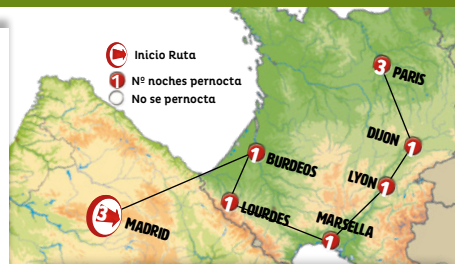 Inicio Ruta
1 Nº noches pernocta
No se pernocta
3 PARIS
DIJON 1
1 BURDEOS
LYON 1
1 LOURDES
MARSELLA
1
3 MADRID